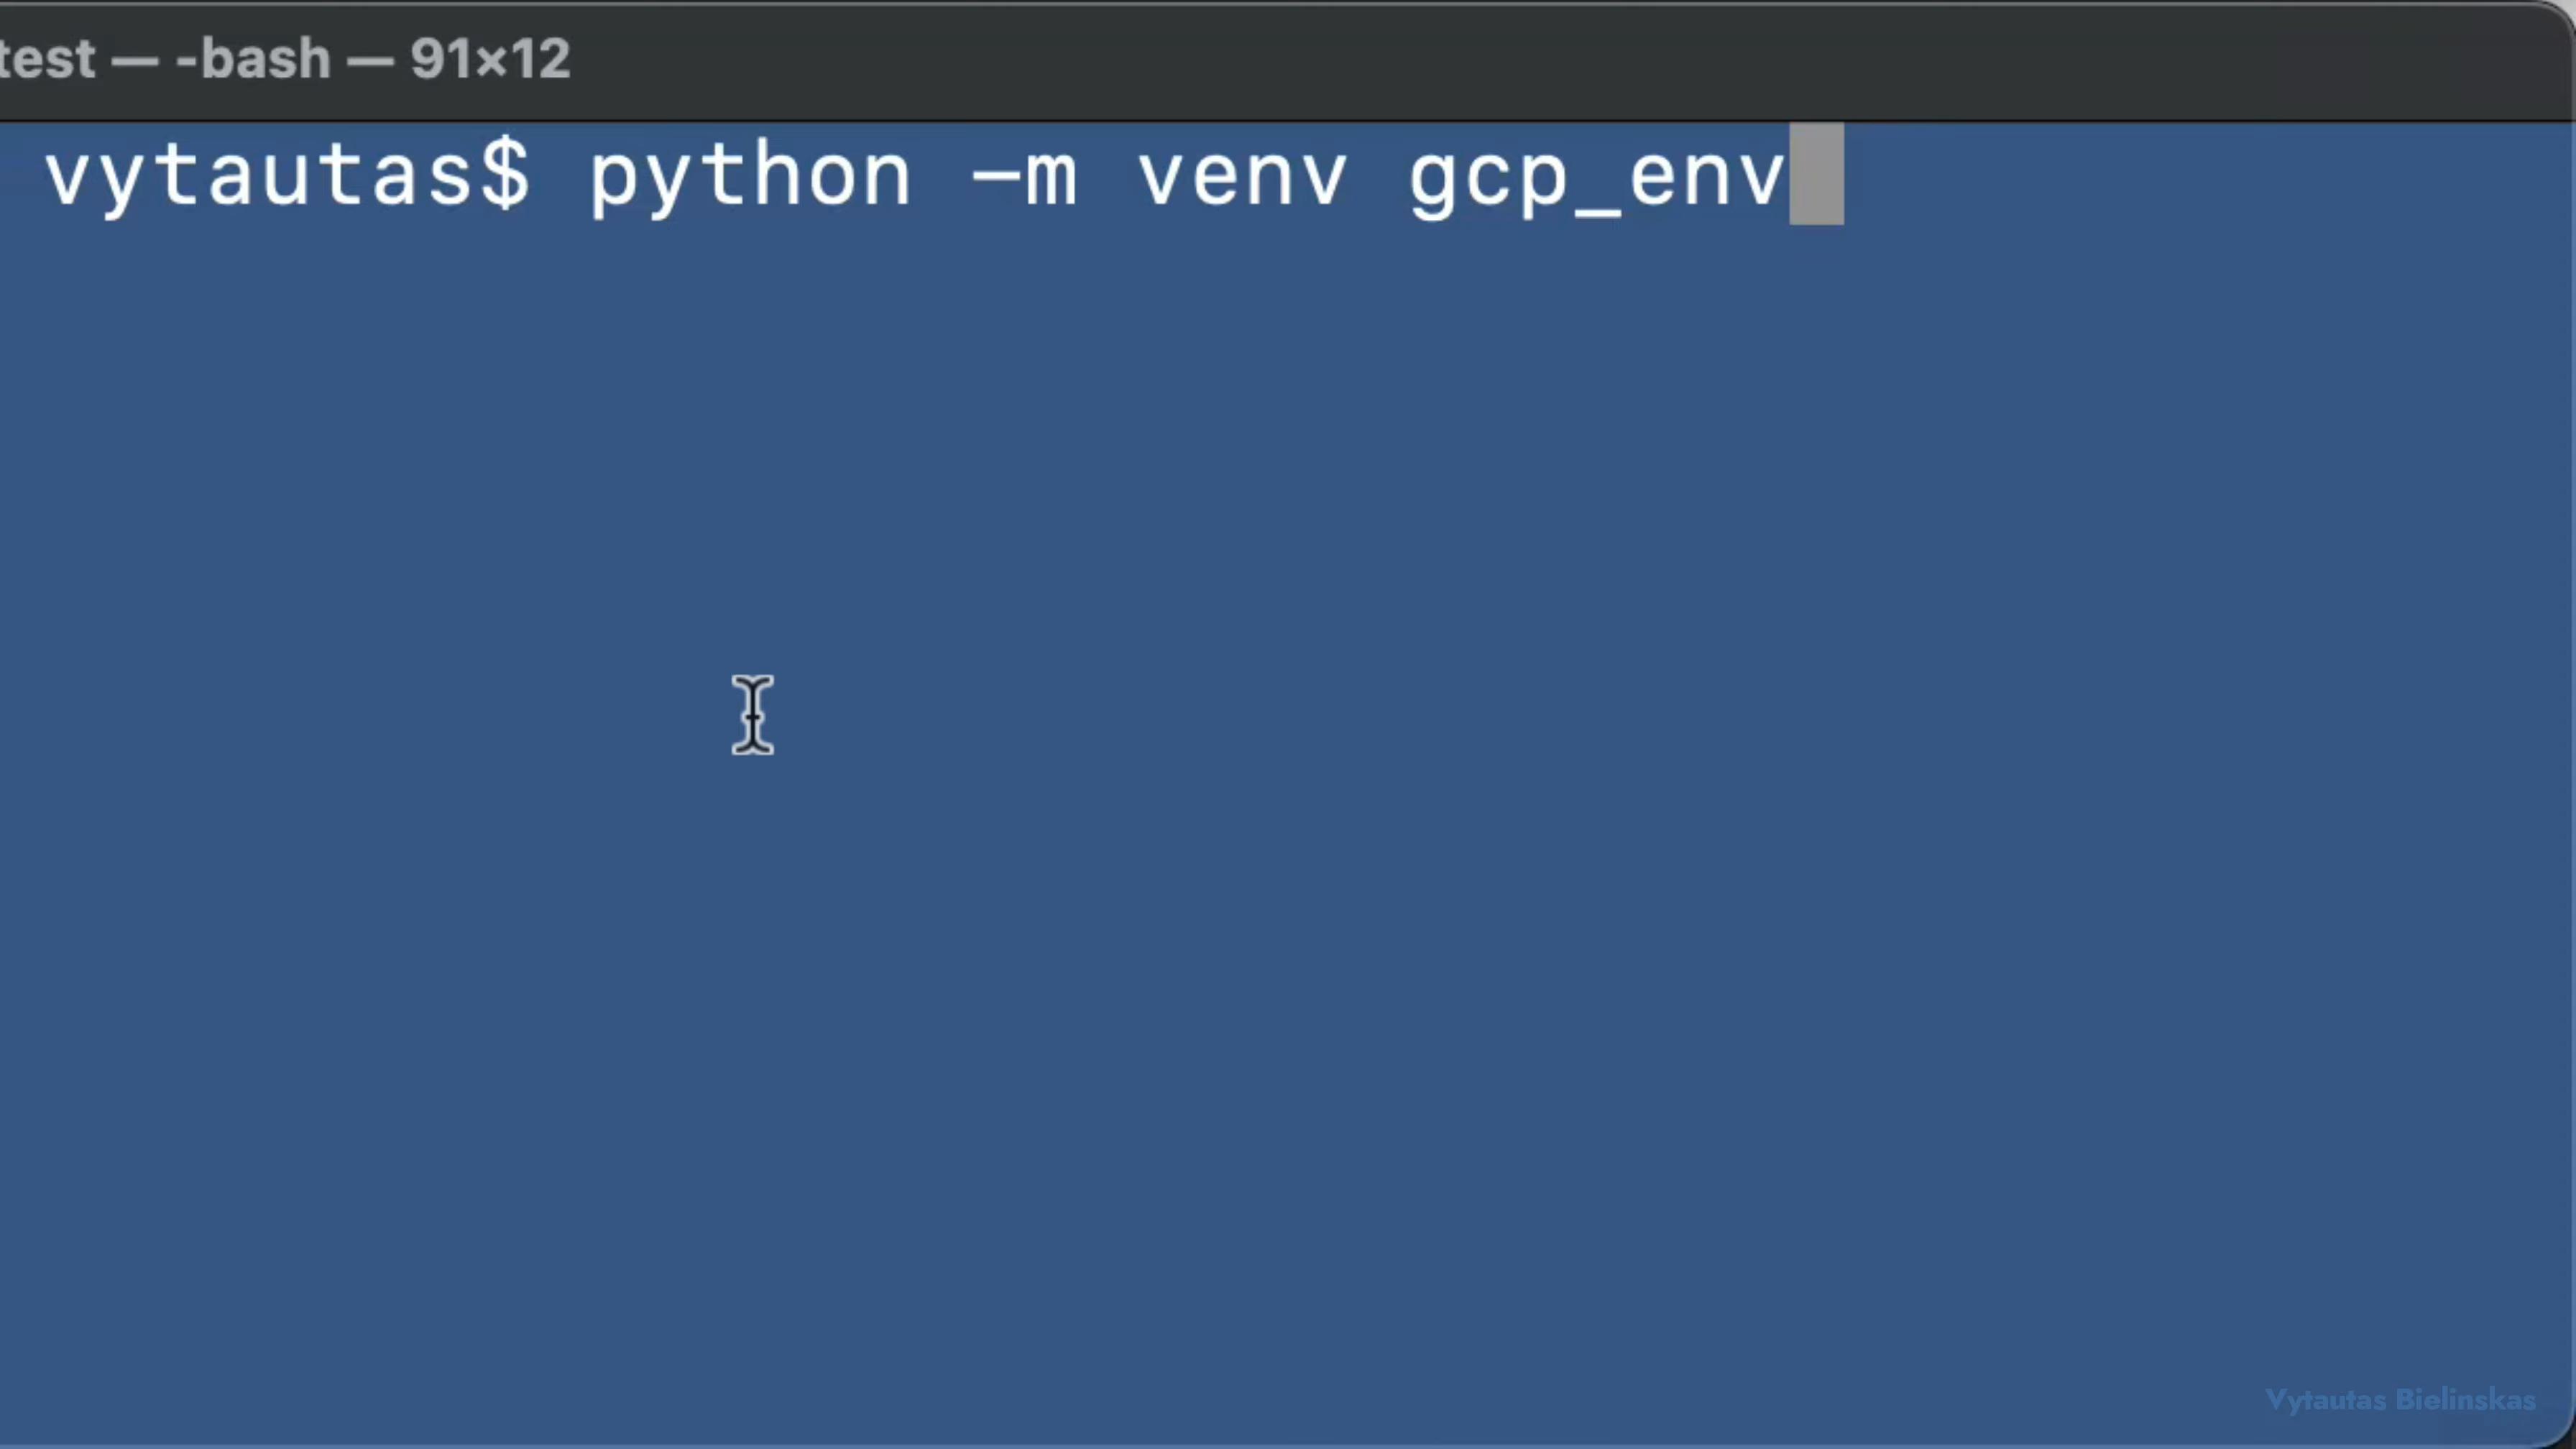 test — -bash — 91×12
vytautas$ python -m venv gcp_env
Vytautas Bielinskas